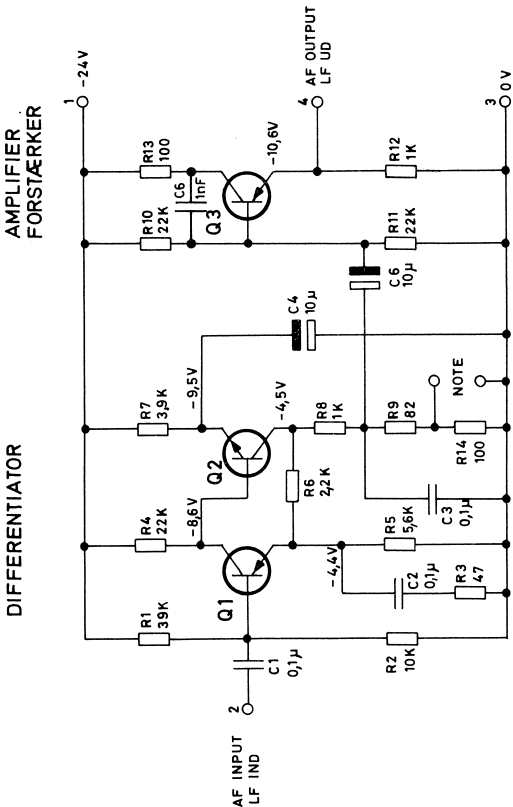 DIFFERENTIATOR
AMPLIFIER
FORSTÆRKER
1
-24V
R1
39K
R4
22K
R7
3,9K
R10
22K
R13
100
C6
1nF
-8,6V
-9,5V
Q1
Q2
Q3
-10,6V
AF INPUT
LF IND
2
C1
0,1µ
-4,5V
C4
10µ
4
AF OUTPUT
LF UD
R6
2,2K
R8
1K
C6
10µ
-4,4V
R2
10K
C2
0,1µ
R5
5,6K
C3
0,1µ
R9
82
R11
22K
R12
1K
R3
47
R14
100
NOTE
3
0V